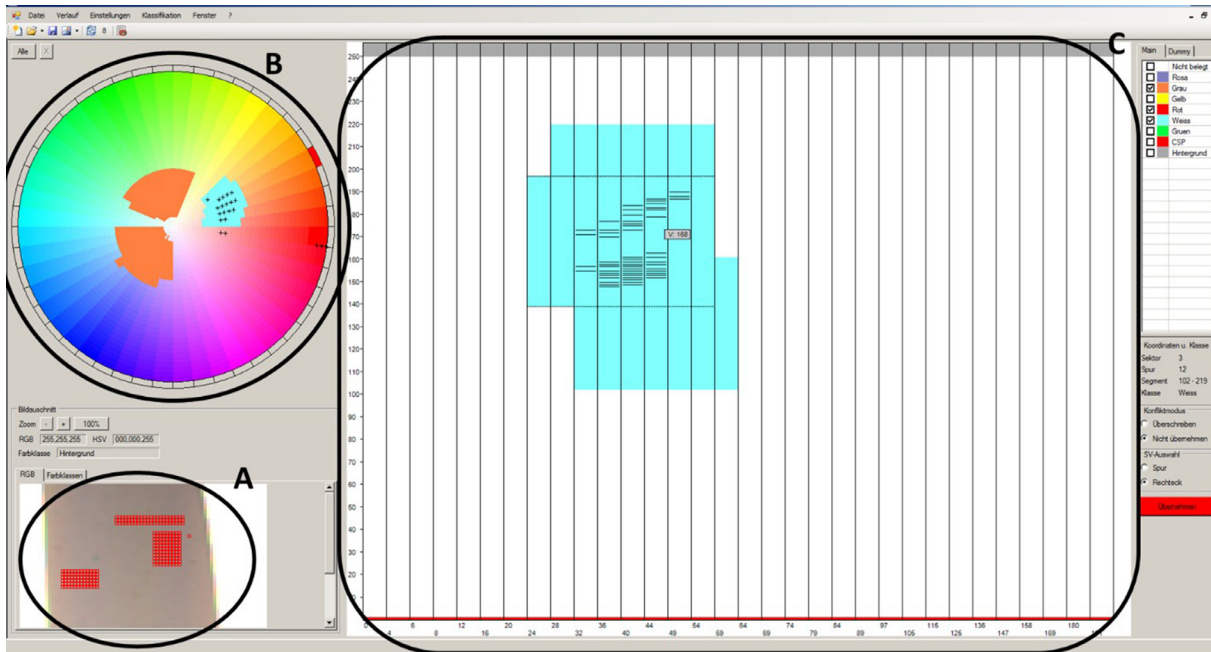 Datei Verlauf Einstellungen Klassifikation Fenster ?
8
Alle X
B
C
A
Bildauschnitt
Zoom - + 100%
RGB 255,255,255 HSV 000,000,255
Farbklasse Hintergrund
RGB Farbklassen
260
250
240
230
220
210
200
190
180
170
160
150
140
130
120
110
100
90
80
70
60
50
40
30
20
10
V: 168
0 6 12 20 28 36 44 54 64 74 84 97 116 136 158 180
4 8 16 24 32 40 49 59 69 79 89 106 126 147 169
Main Dummy
Nicht belegt
Rosa
Grau
Gelb
Rot
Weiss
Gruen
CSP
Hintergrund
Koordinaten u. Klasse
Sektor 3
Spur 12
Segment 102 - 219
Klasse Weiss
Konfliktmodus
Überschreiben
Nicht übernehmen
SV-Auswahl
Spur
Rechteck
Übernehmen